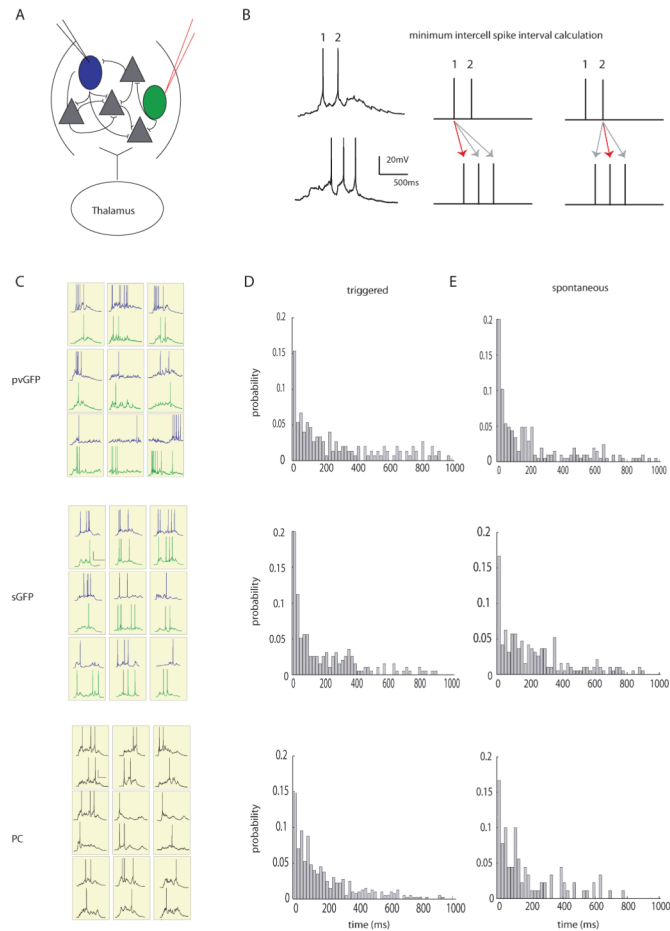 A
Thalamus
B
minimum intercell spike interval calculation
1 2
1 2
1 2
20mV
500ms
C
pvGFP
sGFP
PC
D
triggered
0.2
0.15
0.1
0.05
0
probability
0 200 400 600 800 1000
0.2
0.15
0.1
0.05
0
probability
0 200 400 600 800 1000
0.2
0.15
0.1
0.05
0
probability
0 200 400 600 800 1000
time (ms)
E
spontaneous
0.2
0.15
0.1
0.05
0
0 200 400 600 800 1000
0.2
0.15
0.1
0.05
0
0 200 400 600 800 1000
0.2
0.15
0.1
0.05
0
0 200 400 600 800 1000
time (ms)